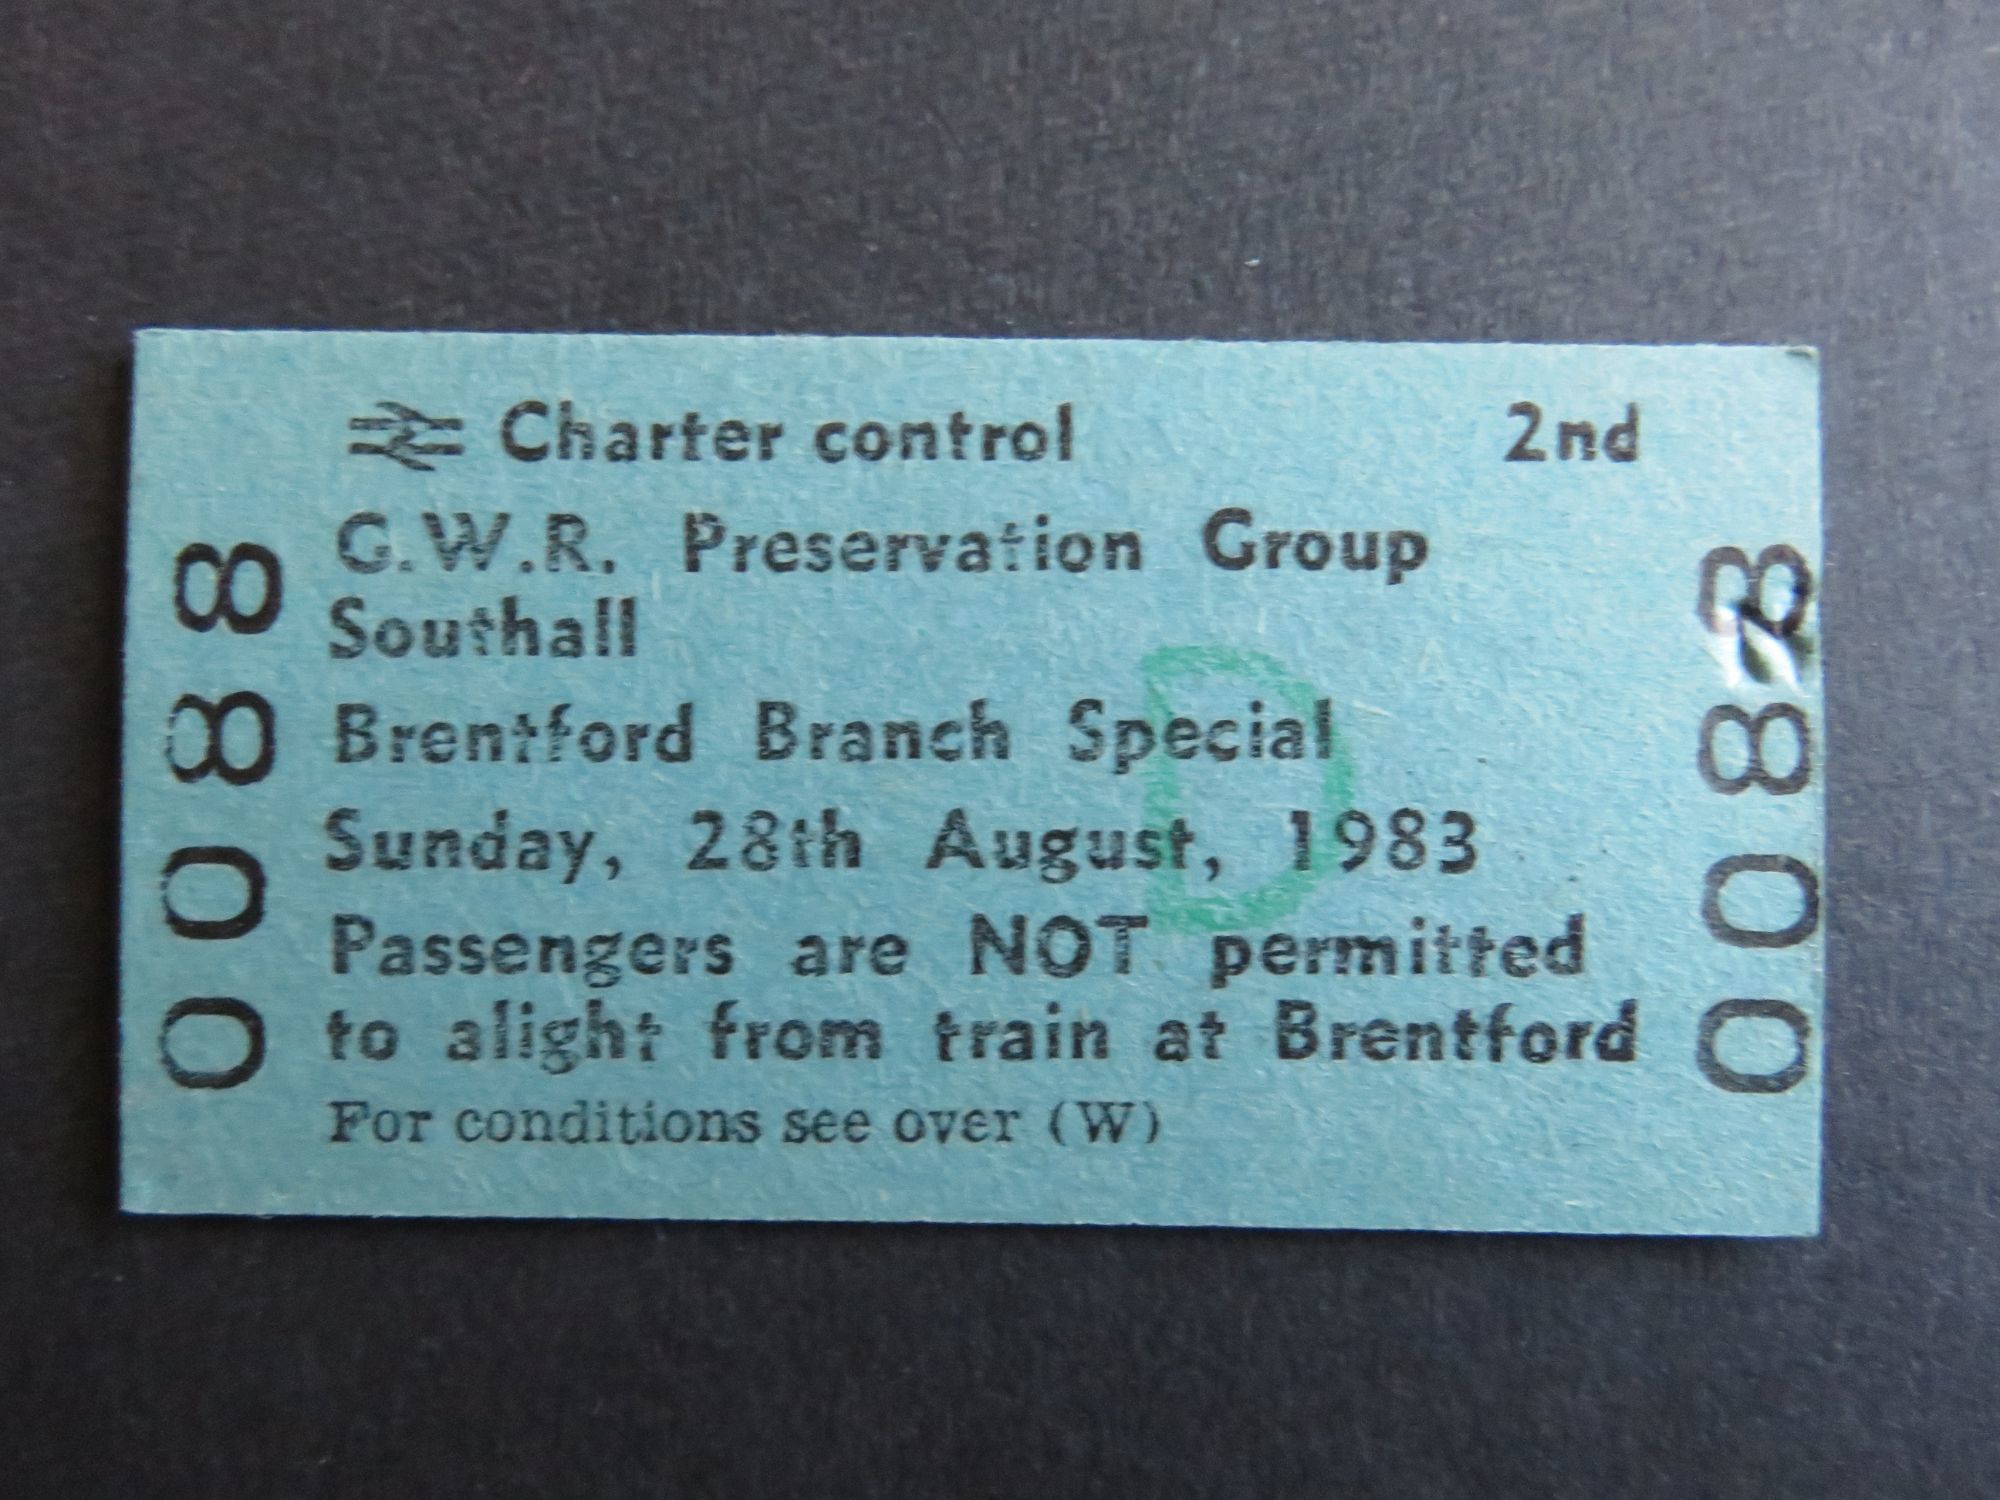 Charter control 2nd
G.W.R. Preservation Group
Southall
Brentford Branch Special
Sunday, 28th August, 1983
Passengers are NOT permitted
to alight from train at Brentford
For conditions see over (W)
0088
0088
D